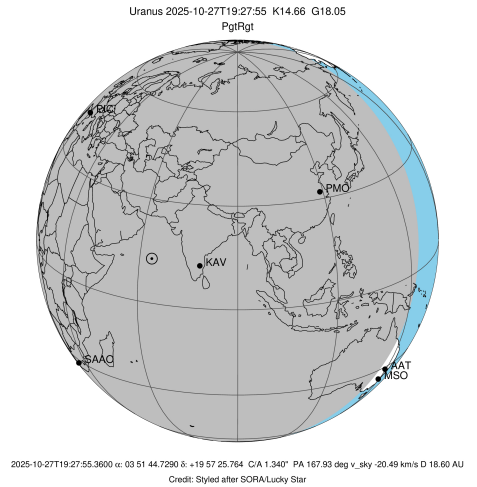 Uranus 2025-10-27T19:27:55 K14.66 G18.05
PgtRgt
PIC
PMO
KAV
SAAO
AAT
MSO
2025-10-27T19:27:55.3600 α: 03 51 44.7290 δ: +19 57 25.764 C/A 1.340" PA 167.93 deg v_sky -20.49 km/s D 18.60 AU
Credit: Styled after SORA/Lucky Star